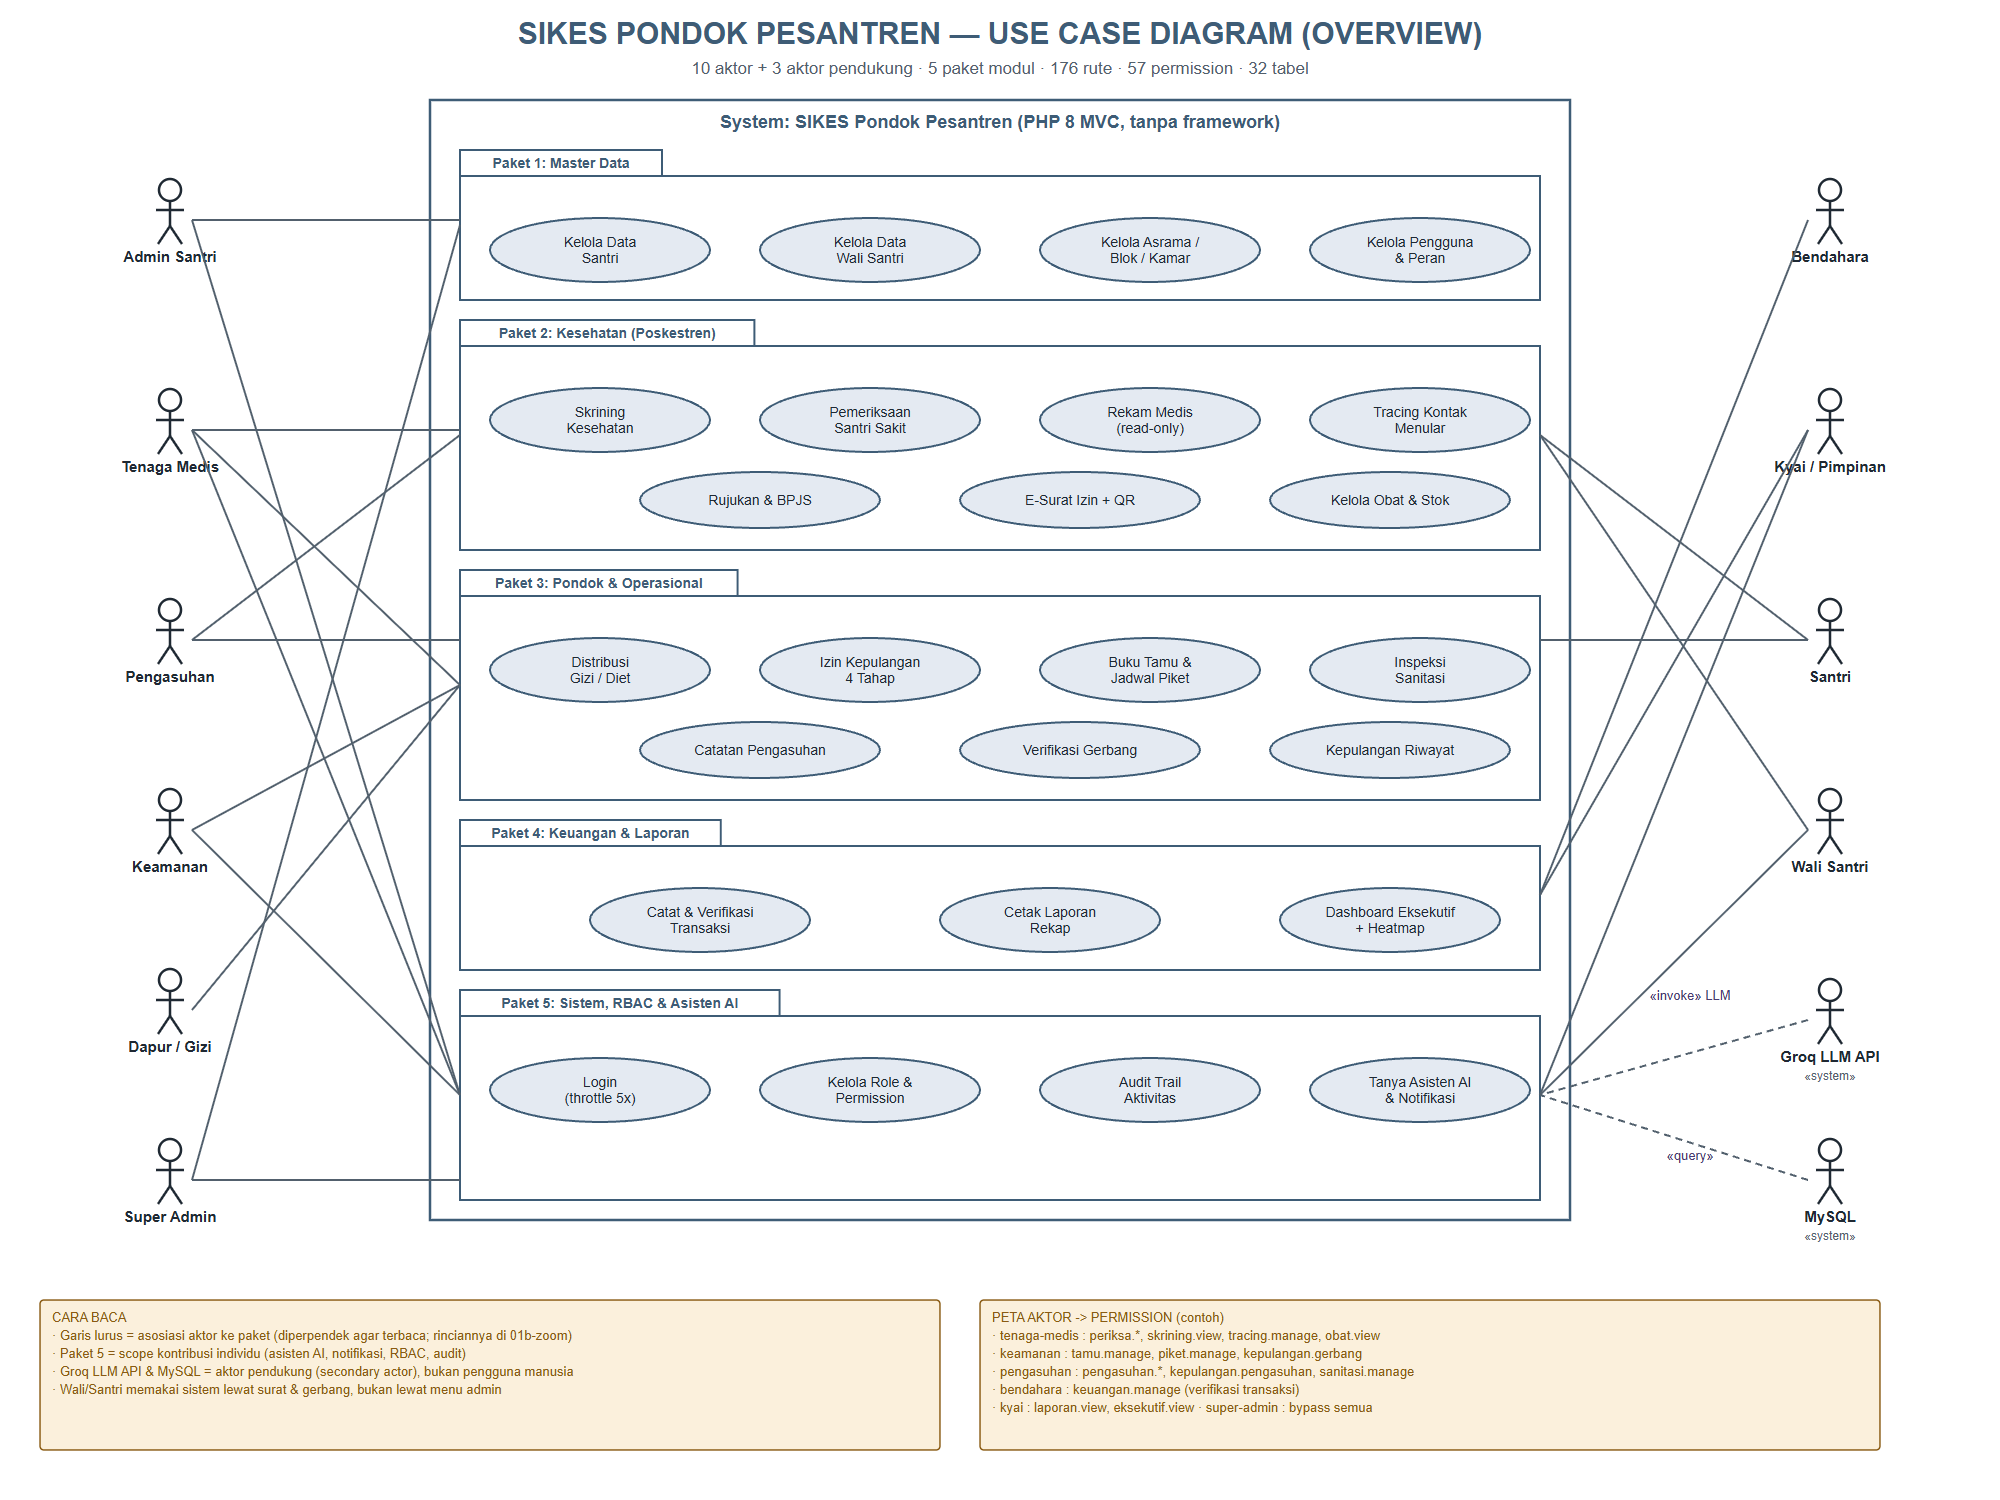 SIKES PONDOK PESANTREN — USE CASE DIAGRAM (OVERVIEW)
10 aktor + 3 aktor pendukung · 5 paket modul · 176 rute · 57 permission · 32 tabel
System: SIKES Pondok Pesantren (PHP 8 MVC, tanpa framework)
Admin Santri
Tenaga Medis
Pengasuhan
Keamanan
Dapur / Gizi
Super Admin
Paket 1: Master Data
Kelola Data
Santri
Kelola Data
Wali Santri
Kelola Asrama /
Blok / Kamar
Kelola Pengguna
& Peran
Paket 2: Kesehatan (Poskestren)
Skrining
Kesehatan
Pemeriksaan
Santri Sakit
Rekam Medis
(read-only)
Tracing Kontak
Menular
Rujukan & BPJS
E-Surat Izin + QR
Kelola Obat & Stok
Paket 3: Pondok & Operasional
Distribusi
Gizi / Diet
Izin Kepulangan
4 Tahap
Buku Tamu &
Jadwal Piket
Inspeksi
Sanitasi
Catatan Pengasuhan
Verifikasi Gerbang
Kepulangan Riwayat
Paket 4: Keuangan & Laporan
Catat & Verifikasi
Transaksi
Cetak Laporan
Rekap
Dashboard Eksekutif
+ Heatmap
Paket 5: Sistem, RBAC & Asisten AI
Login
(throttle 5x)
Kelola Role &
Permission
Audit Trail
Aktivitas
Tanya Asisten AI
& Notifikasi
Bendahara
Kyai / Pimpinan
Santri
Wali Santri
«invoke» LLM
Groq LLM API
«system»
«query»
MySQL
«system»
CARA BACA
· Garis lurus = asosiasi aktor ke paket (diperpendek agar terbaca; rinciannya di 01b-zoom)
· Paket 5 = scope kontribusi individu (asisten AI, notifikasi, RBAC, audit)
· Groq LLM API & MySQL = aktor pendukung (secondary actor), bukan pengguna manusia
· Wali/Santri memakai sistem lewat surat & gerbang, bukan lewat menu admin
PETA AKTOR -> PERMISSION (contoh)
· tenaga-medis : periksa.*, skrining.view, tracing.manage, obat.view
· keamanan : tamu.manage, piket.manage, kepulangan.gerbang
· pengasuhan : pengasuhan.*, kepulangan.pengasuhan, sanitasi.manage
· bendahara : keuangan.manage (verifikasi transaksi)
· kyai : laporan.view, eksekutif.view · super-admin : bypass semua